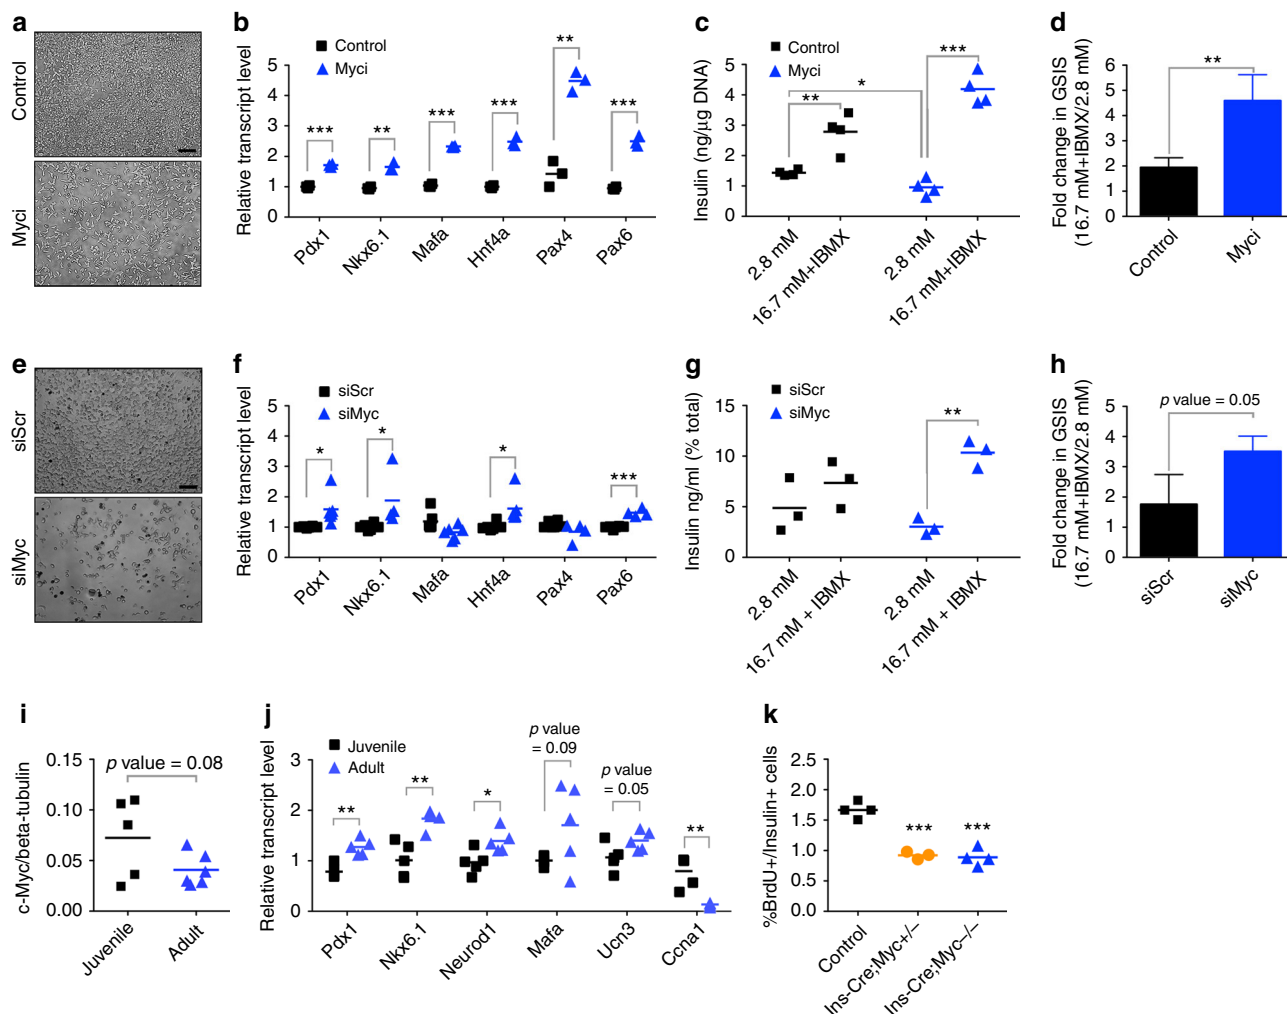 a
Control
Myci
b
Control
Myci
Relative transcript level
5
4
3
2
1
0
***
**
***
***
**
***
Pdx1
Nkx6.1
Mafa
Hnf4a
Pax4
Pax6
c
Control
Myci
Insulin (ng/μg DNA)
5
4
3
2
1
0
**
*
***
2.8 mM
16.7 mM+IBMX
2.8 mM
16.7 mM+IBMX
d
Fold change in GSIS
(16.7 mM+IBMX/2.8 mM)
6
5
4
3
2
1
0
**
Control
Myci
e
siScr
siMyc
f
siScr
siMyc
Relative transcript level
5
4
3
2
1
0
*
*
*
***
Pdx1
Nkx6.1
Mafa
Hnf4a
Pax4
Pax6
g
siScr
siMyc
Insulin ng/ml (% total)
15
10
5
0
**
2.8 mM
16.7 mM + IBMX
2.8 mM
16.7 mM + IBMX
h
Fold change in GSIS
(16.7 mM+IBMX/2.8 mM)
5
4
3
2
1
0
p value = 0.05
siScr
siMyc
i
c-Myc/beta-tubulin
0.15
0.10
0.05
0.00
p value = 0.08
Juvenile
Adult
j
Juvenile
Adult
Relative transcript level
3
2
1
0
**
**
*
p value
= 0.09
p value
= 0.05
**
Pdx1
Nkx6.1
Neurod1
Mafa
Ucn3
Ccna1
k
%BrdU+/Insulin+ cells
2.5
2.0
1.5
1.0
0.5
0.0
***
***
Control
Ins-Cre;Myc+/−
Ins-Cre;Myc−/−